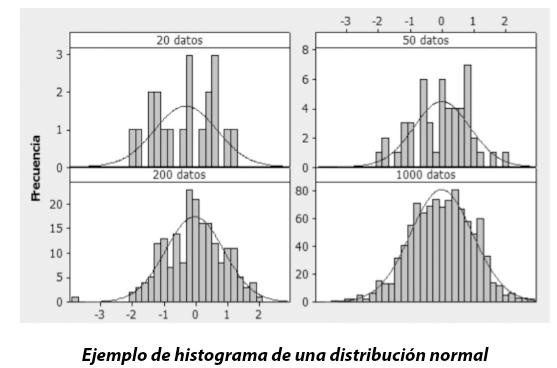 -3 -2 -1 0 1 2
20 datos
50 datos
3
2
1
0
8
6
4
2
0
Frecuencia
200 datos
1000 datos
20
15
10
5
0
80
60
40
20
0
-3 -2 -1 0 1 2
Ejemplo de histograma de una distribución normal